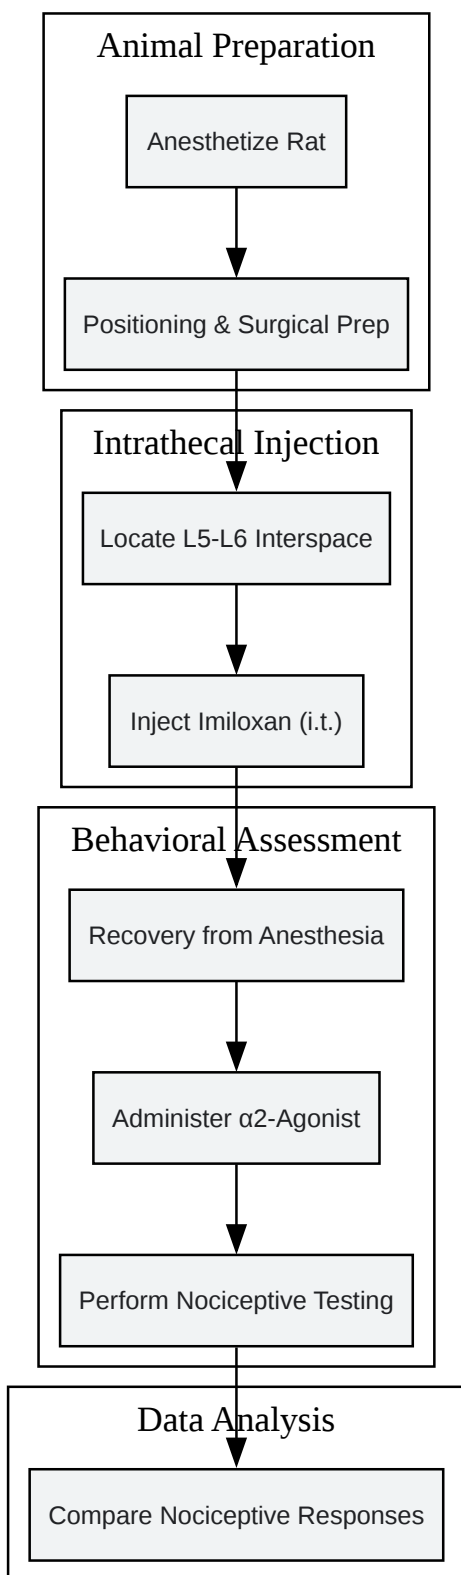 Animal Preparation
Anesthetize Rat
Positioning & Surgical Prep
Intrathecal Injection
Locate L5-L6 Interspace
Inject Imiloxan (i.t.)
Behavioral Assessment
Recovery from Anesthesia
Administer α2-Agonist
Perform Nociceptive Testing
Data Analysis
Compare Nociceptive Responses